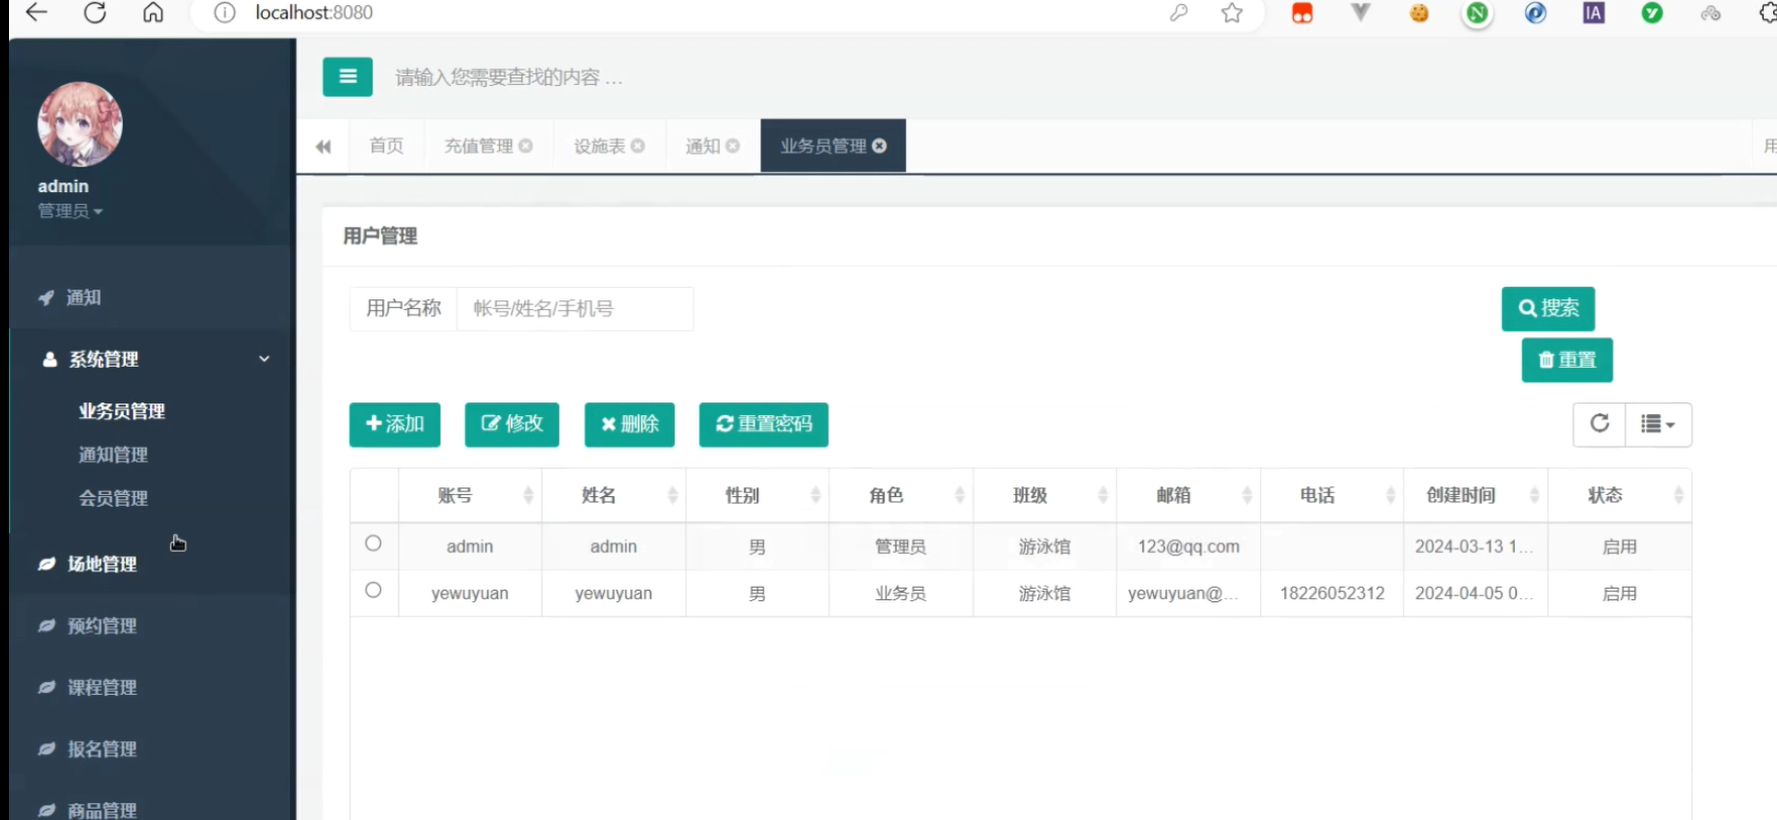 localhost:8080
IA
admin
管理员
通知
系统管理
业务员管理
通知管理
会员管理
场地管理
预约管理
课程管理
报名管理
商品管理
请输入您需要查找的内容 …
首页 充值管理 设施表 通知 业务员管理 用
用户管理
用户名称 帐号/姓名/手机号 搜索
重置
添加 修改 删除 重置密码
账号 姓名 性别 角色 班级 邮箱 电话 创建时间 状态
admin admin 男 管理员 游泳馆 123@qq.com 2024-03-13 1... 启用
yewuyuan yewuyuan 男 业务员 游泳馆 yewuyuan@... 18226052312 2024-04-05 0... 启用